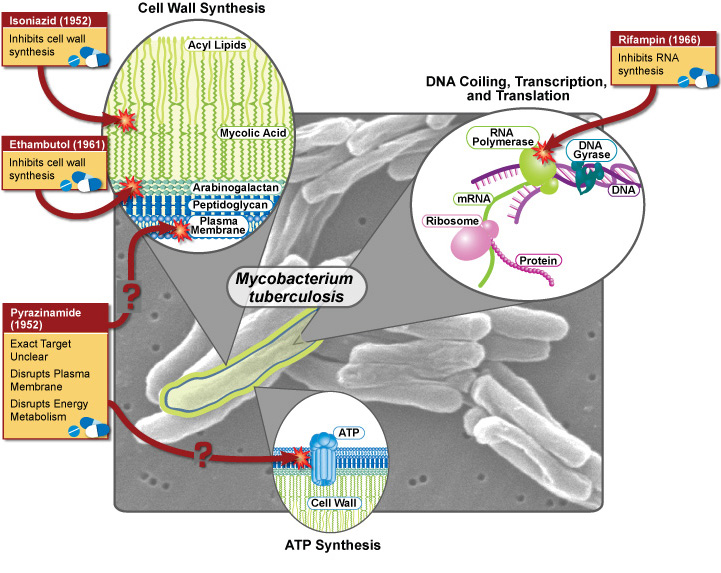 Cell Wall Synthesis
Isoniazid (1952)
Inhibits cell wall
synthesis
Acyl Lipids
Mycolic Acid
Ethambutol (1961)
Inhibits cell wall
synthesis
Arabinogalactan
Peptidoglycan
Plasma
Membrane
Rifampin (1966)
Inhibits RNA
synthesis
DNA Coiling, Transcription,
and Translation
RNA
Polymerase
DNA
Gyrase
DNA
mRNA
Ribosome
Protein
Mycobacterium
tuberculosis
?
Pyrazinamide
(1952)
Exact Target
Unclear
Disrupts Plasma
Membrane
Disrupts Energy
Metabolism
?
ATP
Cell Wall
ATP Synthesis